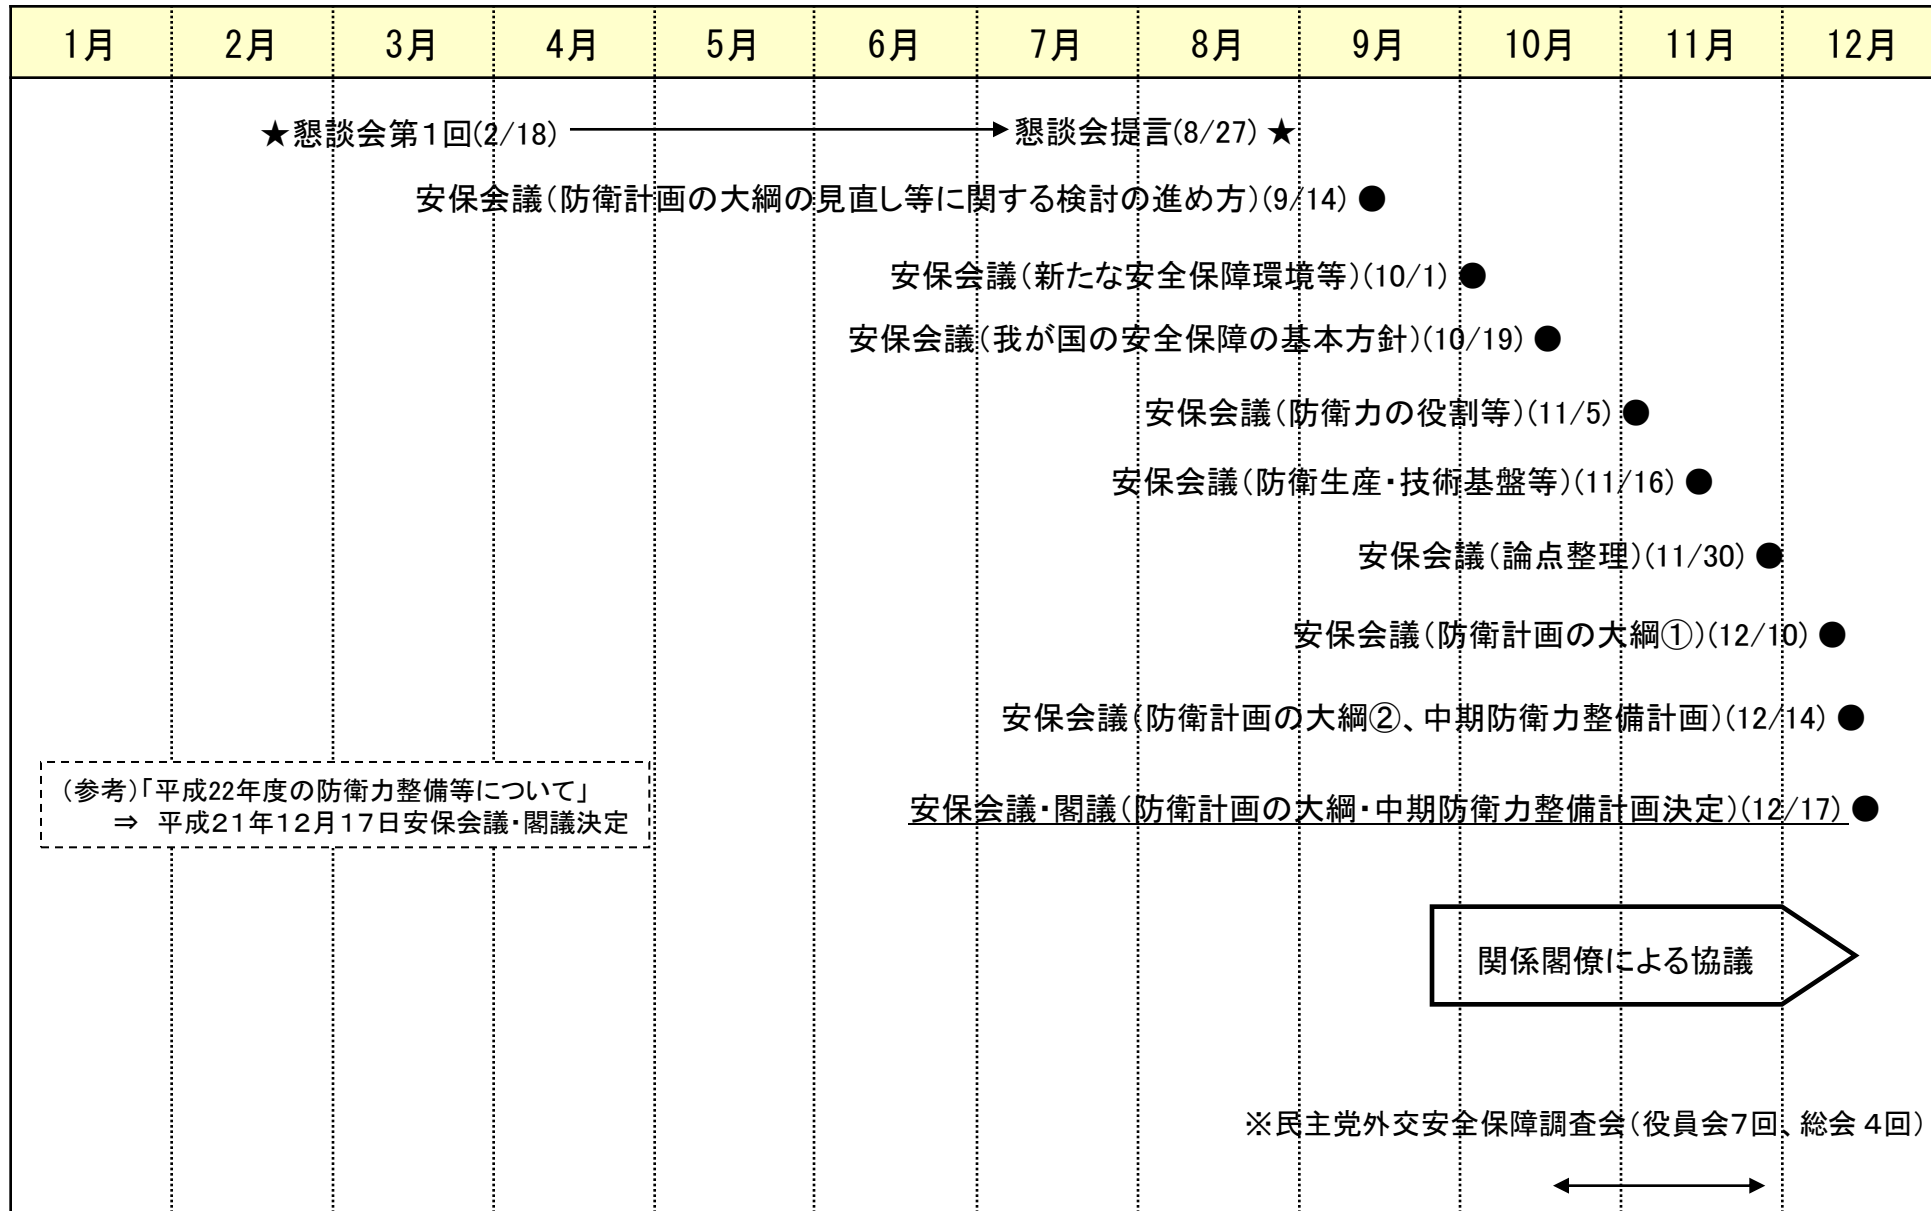 1月 2月 3月 4月 5月 6月 7月 8月 9月 10月 11月 12月
★懇談会第1回(2/18) 懇談会提言(8/27) ★
安保会議(防衛計画の大綱の見直し等に関する検討の進め方)(9/14) ●
安保会議(新たな安全保障環境等)(10/1) ●
安保会議(我が国の安全保障の基本方針)(10/19) ●
安保会議(防衛力の役割等)(11/5) ●
安保会議(防衛生産・技術基盤等)(11/16) ●
安保会議(論点整理)(11/30) ●
安保会議(防衛計画の大綱①)(12/10) ●
安保会議(防衛計画の大綱②、中期防衛力整備計画)(12/14) ●
(参考)「平成22年度の防衛力整備等について」
⇒ 平成21年12月17日安保会議・閣議決定
安保会議・閣議(防衛計画の大綱・中期防衛力整備計画決定)(12/17) ●
関係閣僚による協議
※民主党外交安全保障調査会(役員会7回、総会4回)